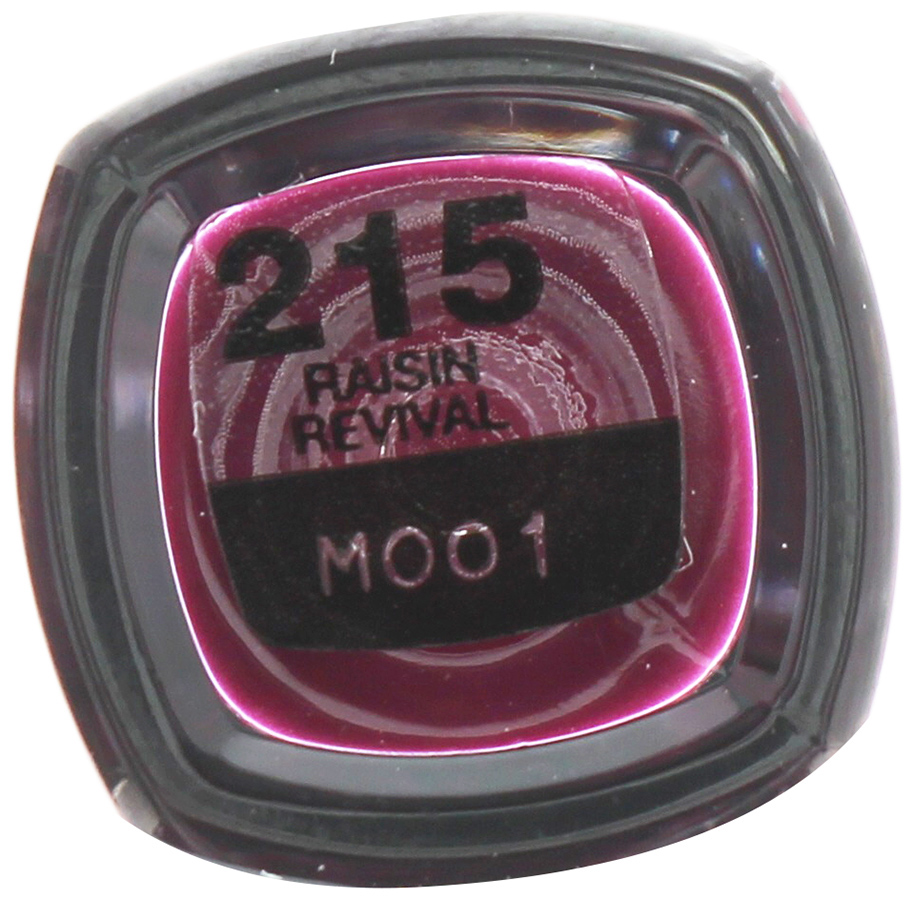 215
RAISIN
REVIVAL
M001